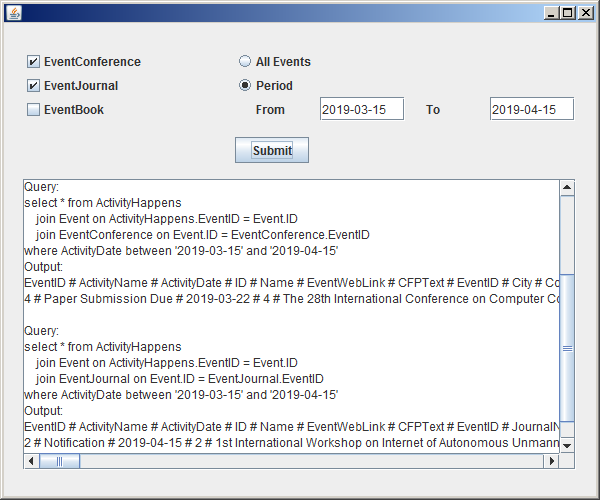 EventConference All Events
EventJournal Period
EventBook From 2019-03-15 To 2019-04-15
Submit
Query:
select * from ActivityHappens
join Event on ActivityHappens.EventID = Event.ID
join EventConference on Event.ID = EventConference.EventID
where ActivityDate between '2019-03-15' and '2019-04-15'
Output:
EventID # ActivityName # ActivityDate # ID # Name # EventWebLink # CFPText # EventID # City # Co
4 # Paper Submission Due # 2019-03-22 # 4 # The 28th International Conference on Computer Co
Query:
select * from ActivityHappens
join Event on ActivityHappens.EventID = Event.ID
join EventJournal on Event.ID = EventJournal.EventID
where ActivityDate between '2019-03-15' and '2019-04-15'
Output:
EventID # ActivityName # ActivityDate # ID # Name # EventWebLink # CFPText # EventID # JournalN
2 # Notification # 2019-04-15 # 2 # 1st International Workshop on Internet of Autonomous Unmann